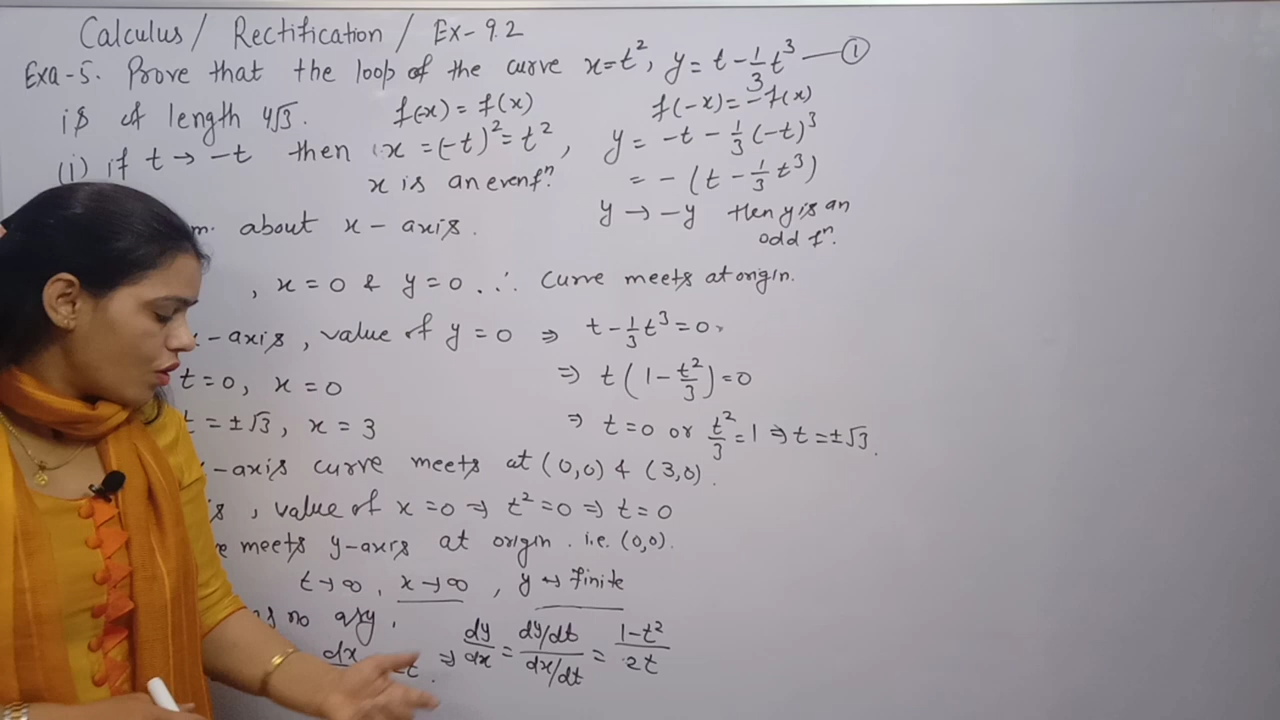 Calculus / Rectification / Ex-9.2
Exa-5. Prove that the loop of the curve x=t², y = t - 1/3 t³ —①
is of length 4√3. f(-x) = f(x) f(-x) = -f(x)
(i) if t → -t then x = (-t)² = t², y = -t - 1/3 (-t)³
x is an even fⁿ. = - (t - 1/3 t³)
y → -y then y is an
odd fⁿ.
m. about x-axis.
, x = 0 & y = 0 . ∴ Curve meets at origin.
x-axis, value of y = 0 ⇒ t - 1/3 t³ = 0.
t = 0, x = 0 ⇒ t (1 - t²/3) = 0
t = ±√3, x = 3 ⇒ t = 0 or t²/3 = 1 ⇒ t = ±√3.
x-axis curve meets at (0,0) & (3,0).
is, value of x = 0 ⇒ t² = 0 ⇒ t = 0
e meets y-axis at origin. i.e. (0,0).
t → ∞, x → ∞, y ↔ finite
as no asy.
dx t. ⇒ dy/dx = (dy/dt)/(dx/dt) = (1-t²)/2t